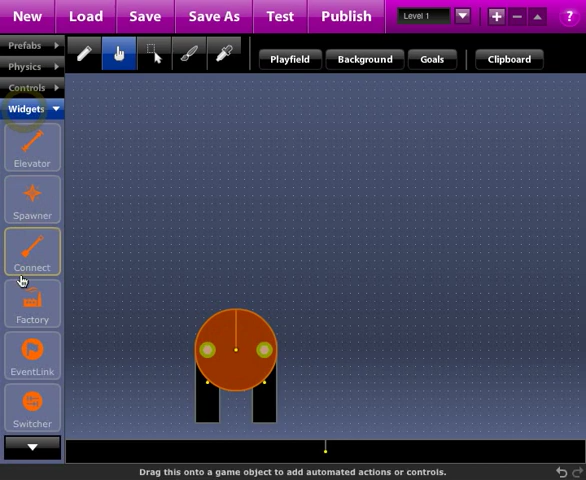 New Load Save Save As Test Publish Level 1 + - ?
Prefabs
Physics
Controls
Widgets
Playfield Background Goals Clipboard
Elevator
Spawner
Connect
Factory
EventLink
Switcher
Drag this onto a game object to add automated actions or controls.